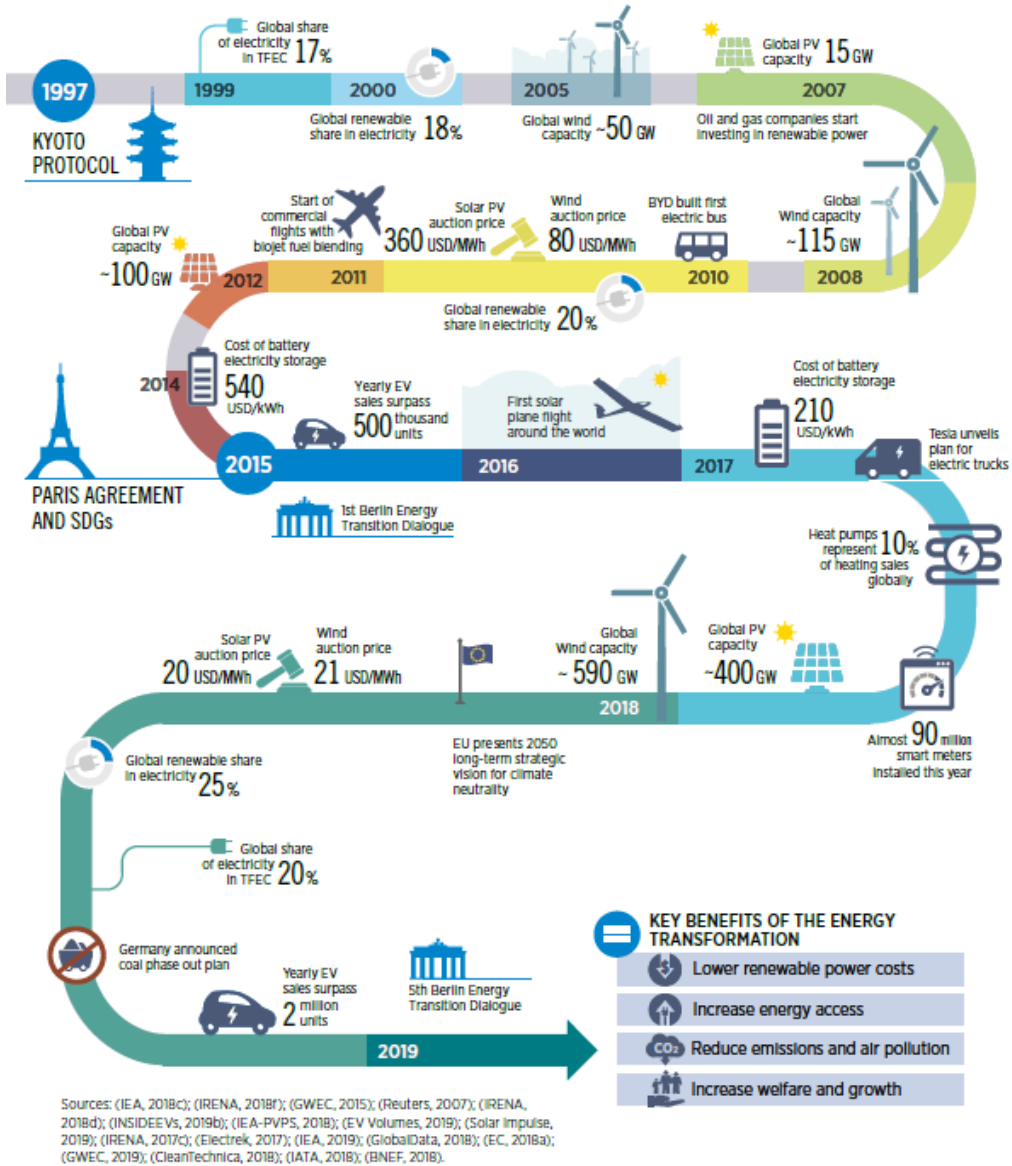 Global share
of electricity
in TFEC 17%
1997
1999
2000
2005
Global PV
capacity 15 GW
2007
KYOTO
PROTOCOL
Global renewable
share in electricity 18%
Global wind
capacity ~50 GW
Oil and gas companies start
investing in renewable power
Global PV
capacity
~100 GW
Start of
commercial
flights with
biojet fuel blending
Solar PV
auction price
360 USD/MWh
Wind
auction price
80 USD/MWh
BYD built first
electric bus
Global
Wind capacity
~115 GW
2012
2011
2010
2008
Global renewable
share in electricity 20%
2014
Cost of battery
electricity storage
540
USD/kWh
Yearly EV
sales surpass
500 thousand
units
First solar
plane flight
around the world
Cost of battery
electricity storage
210
USD/kWh
Tesla unveils
plan for
electric trucks
2015
2016
2017
PARIS AGREEMENT
AND SDGs
1st Berlin Energy
Transition Dialogue
Heat pumps
represent 10%
of heating sales
globally
Solar PV
auction price
20 USD/MWh
Wind
auction price
21 USD/MWh
Global
Wind capacity
~ 590 GW
Global PV
capacity
~400 GW
2018
Almost 90 million
smart meters
installed this year
EU presents 2050
long-term strategic
vision for climate
neutrality
Global renewable share
in electricity 25%
Global share
of electricity
in TFEC 20%
Germany announced
coal phase out plan
Yearly EV
sales surpass
2 million
units
5th Berlin Energy
Transition Dialogue
2019
KEY BENEFITS OF THE ENERGY
TRANSFORMATION
Lower renewable power costs
Increase energy access
CO₂ Reduce emissions and air pollution
Increase welfare and growth
Sources: (IEA, 2018c); (IRENA, 2018f); (GWEC, 2015); (Reuters, 2007); (IRENA,
2018d); (INSIDEEVs, 2019b); (IEA-PVPS, 2018); (EV Volumes, 2019); (Solar Impulse,
2019); (IRENA, 2017c); (Electrek, 2017); (IEA, 2019); (GlobalData, 2018); (EC, 2018a);
(GWEC, 2019); (CleanTechnica, 2018); (IATA, 2018); (BNEF, 2018).